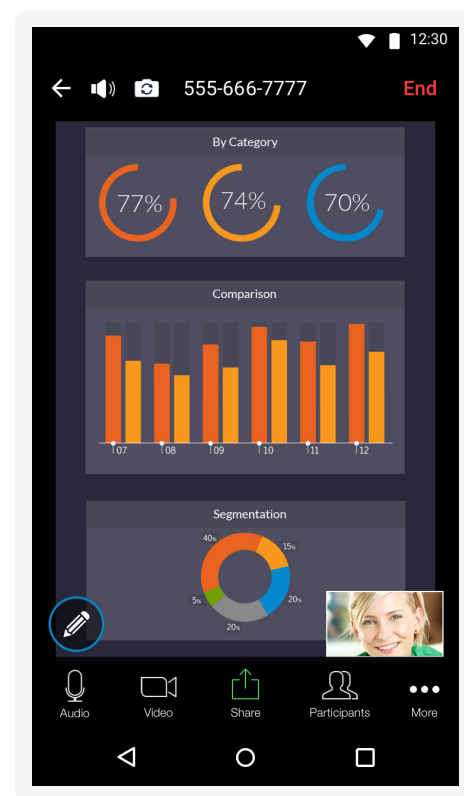 12:30
555-666-7777 End
By Category
77% 74% 70%
Comparison
07 08 09 10 11 12
Segmentation
40%
15%
5%
20%
20%
Audio Video Share Participants More